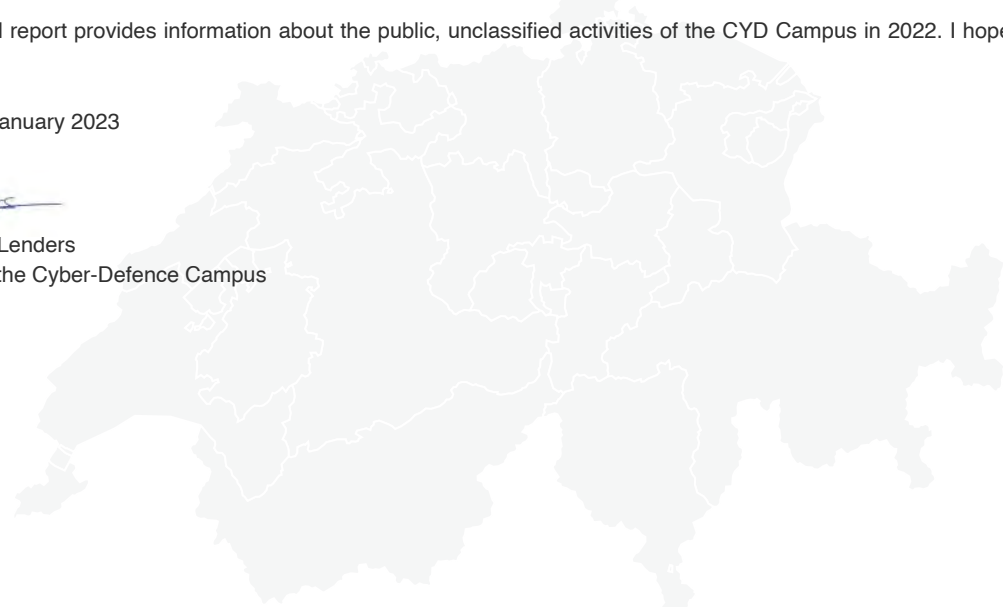 report provides information about the public, unclassified activities of the CYD Campus in 2022. I hope
anuary 2023
Lenders
the Cyber-Defence Campus